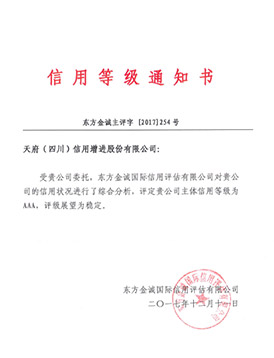 信用等级通知书
东方金诚主评字 [2017]254 号
天府（四川）信用增进股份有限公司：
受贵公司委托，东方金诚国际信用评估有限公司对贵公
司的信用状况进行了综合分析，评定贵公司主体信用等级为
AAA，评级展望为稳定。
东方金诚国际信用评估有限公司
二〇一七年十二月十一日